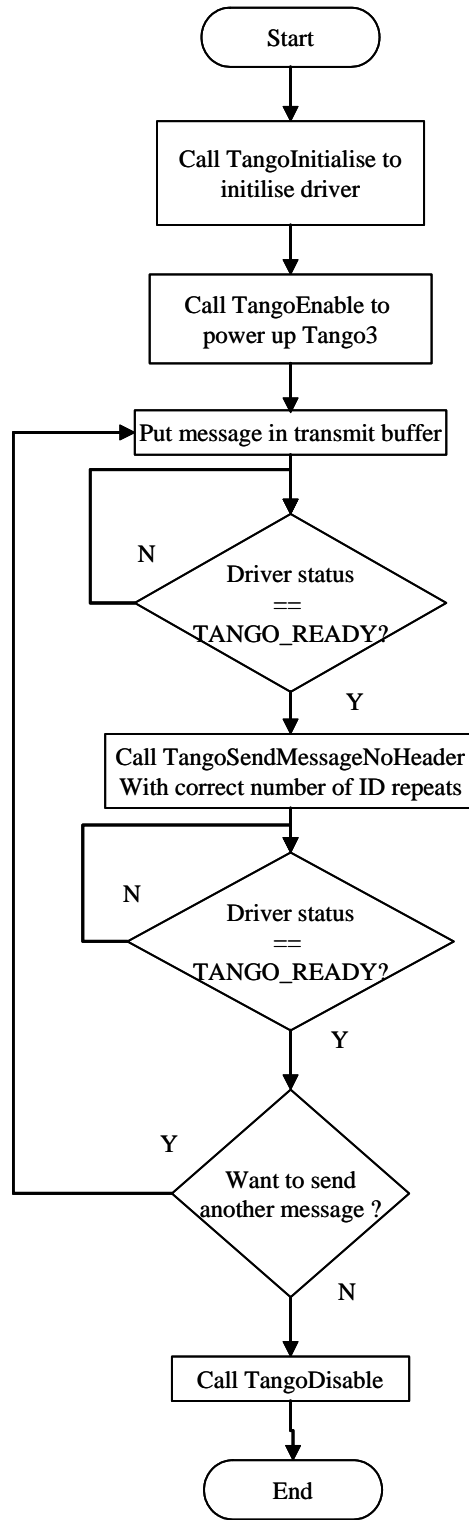 Start
Call TangoInitialise to
initilise driver
Call TangoEnable to
power up Tango3
Put message in transmit buffer
N
Driver status
==
TANGO_READY?
Y
Call TangoSendMessageNoHeader
With correct number of ID repeats
N
Driver status
==
TANGO_READY?
Y
Y
Want to send
another message ?
N
Call TangoDisable
End